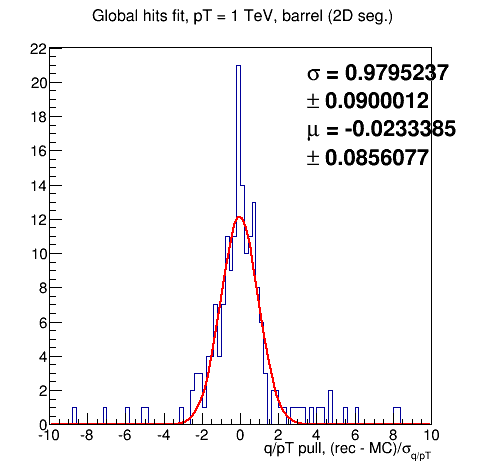 Global hits fit, pT = 1 TeV, barrel (2D seg.)
22
20
18
16
14
12
10
8
6
4
2
0
σ = 0.9795237
± 0.0900012
μ = -0.0233385
± 0.0856077
-10 -8 -6 -4 -2 0 2 4 6 8 10
q/pT pull, (rec - MC)/σq/pT